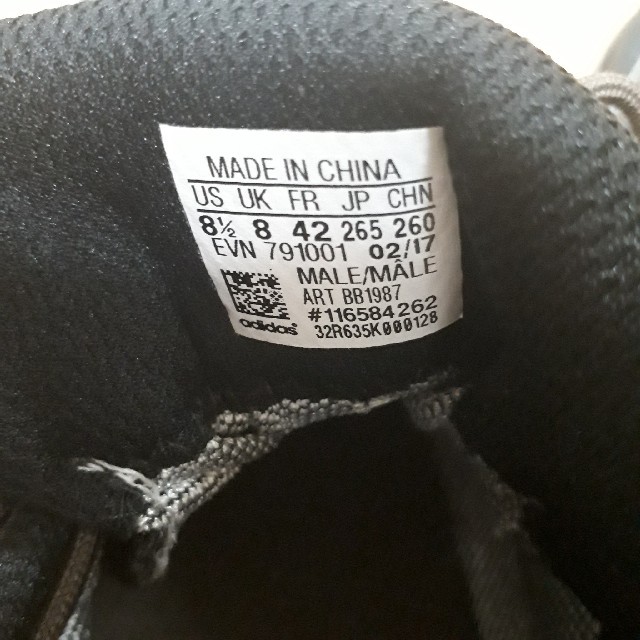 MADE IN CHINA
US UK FR JP CHN
8½ 8 42 265 260
EVN 791001 02/17
MALE/MÂLE
ART BB1987
#116584262
adidas 32R635K000128